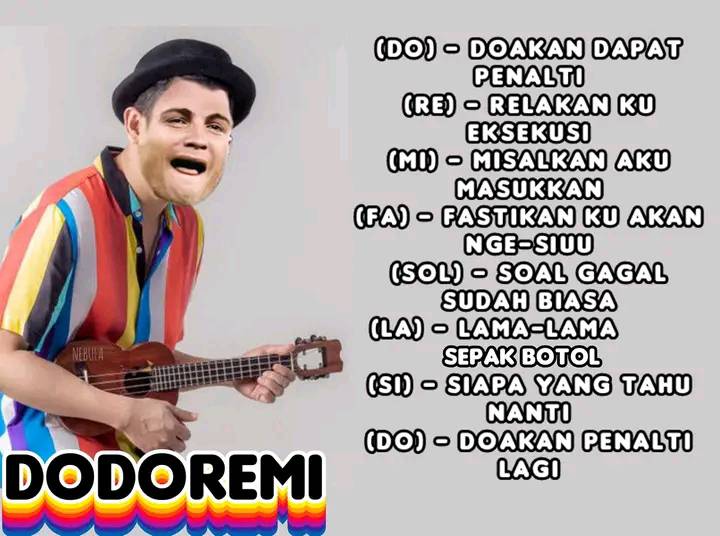 (DO) - DOAKAN DAPAT
PENALTI
(RE) - RELAKAN KU
EKSEKUSI
(MI) - MISALKAN AKU
MASUKKAN
(FA) - FASTIKAN KU AKAN
NGE-SIUU
(SOL) - SOAL GAGAL
SUDAH BIASA
(LA) - LAMA-LAMA
SEPAK BOTOL
(SI) - SIAPA YANG TAHU
NANTI
(DO) - DOAKAN PENALTI
LAGI
NEBULA
DODOREMI